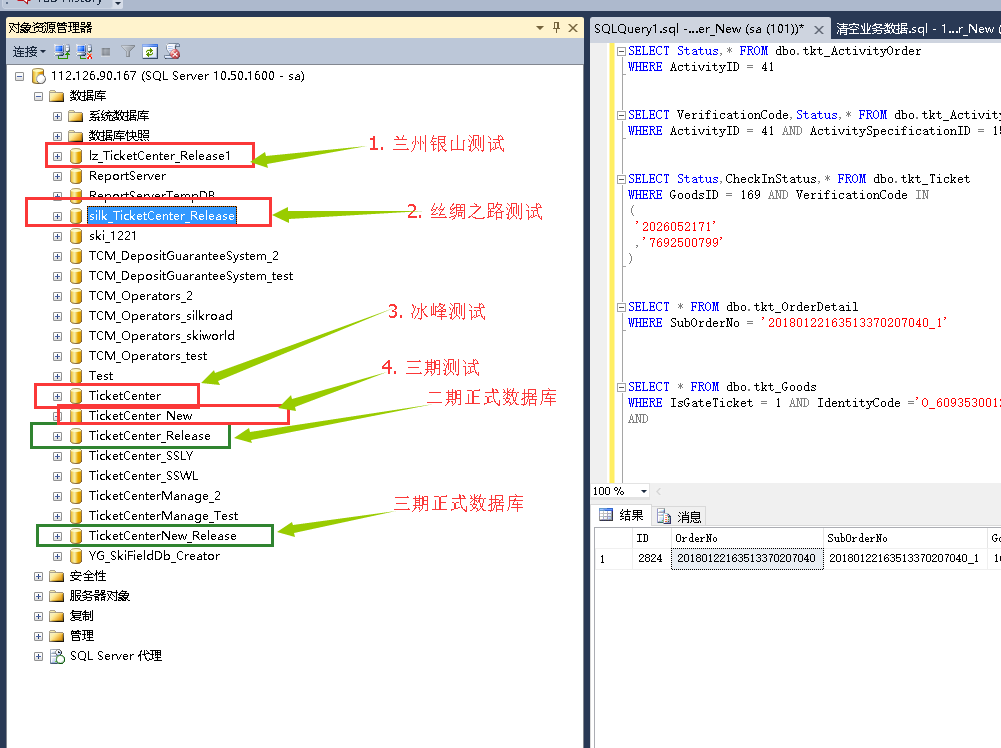 Tab History
对象资源管理器
连接
112.126.90.167 (SQL Server 10.50.1600 - sa)
数据库
系统数据库
数据库快照
lz_TicketCenter_Release1
1. 兰州银山测试
ReportServer
ReportServerTempDB
silk_TicketCenter_Release
2. 丝绸之路测试
ski_1221
TCM_DepositGuaranteeSystem_2
TCM_DepositGuaranteeSystem_test
TCM_Operators_2
TCM_Operators_silkroad
3. 冰峰测试
TCM_Operators_skiworld
TCM_Operators_test
4. 三期测试
Test
TicketCenter
二期正式数据库
TicketCenter_New
TicketCenter_Release
TicketCenter_SSLY
TicketCenter_SSWL
TicketCenterManage_2
三期正式数据库
TicketCenterManage_Test
TicketCenterNew_Release
YG_SkiFieldDb_Creator
安全性
服务器对象
复制
管理
SQL Server 代理
SQLQuery1.sql -...er_New (sa (101))*
清空业务数据.sql - 1...r_New (
SELECT Status,* FROM dbo.tkt_ActivityOrder
WHERE ActivityID = 41
SELECT VerificationCode,Status,* FROM dbo.tkt_Activity
WHERE ActivityID = 41 AND ActivitySpecificationID = 15
SELECT Status,CheckInStatus,* FROM dbo.tkt_Ticket
WHERE GoodsID = 169 AND VerificationCode IN
(
'2026052171'
,'7692500799'
)
SELECT * FROM dbo.tkt_OrderDetail
WHERE SubOrderNo = '20180122163513370207040_1'
SELECT * FROM dbo.tkt_Goods
WHERE IsGateTicket = 1 AND IdentityCode ='O_609353001
AND
100 %
结果
消息
ID OrderNo SubOrderNo Go
1 2824 20180122163513370207040 20180122163513370207040_1 16